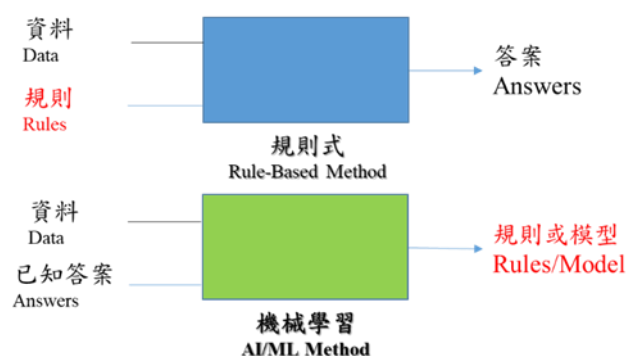 資料
Data
規則
Rules
答案
Answers
規則式
Rule-Based Method
資料
Data
已知答案
Answers
規則或模型
Rules/Model
機械學習
AI/ML Method